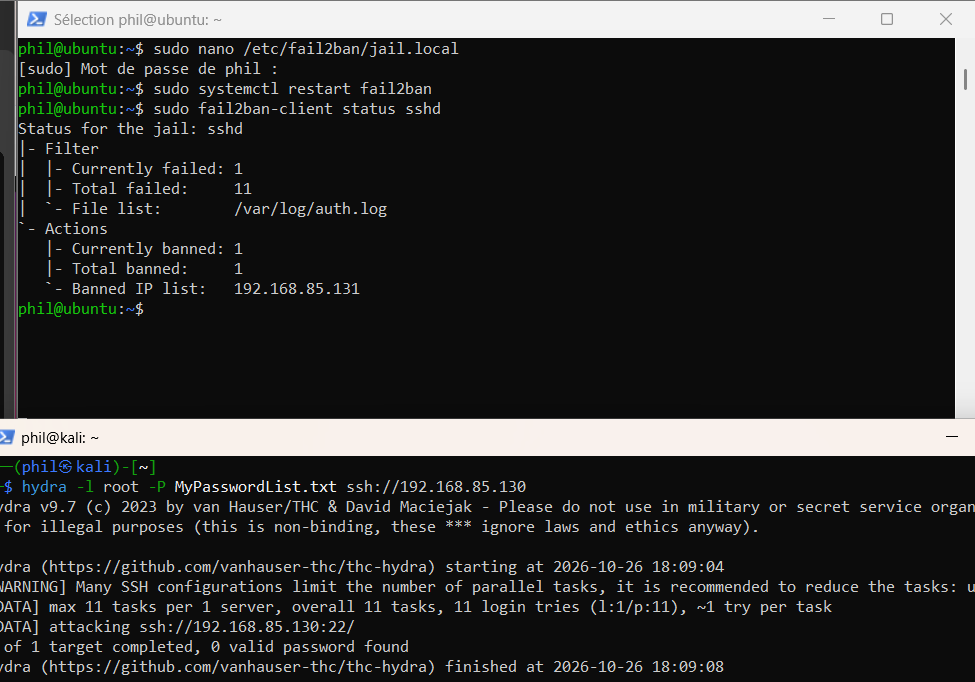 Sélection phil@ubuntu: ~
phil@ubuntu:~$ sudo nano /etc/fail2ban/jail.local
[sudo] Mot de passe de phil :
phil@ubuntu:~$ sudo systemctl restart fail2ban
phil@ubuntu:~$ sudo fail2ban-client status sshd
Status for the jail: sshd
|- Filter
|  |- Currently failed: 1
|  |- Total failed:     11
|  `- File list:        /var/log/auth.log
`- Actions
   |- Currently banned: 1
   |- Total banned:     1
   `- Banned IP list:   192.168.85.131
phil@ubuntu:~$
phil@kali: ~
─(phil㉿kali)-[~]
$ hydra -l root -P MyPasswordList.txt ssh://192.168.85.130
ydra v9.7 (c) 2023 by van Hauser/THC & David Maciejak - Please do not use in military or secret service organ
for illegal purposes (this is non-binding, these *** ignore laws and ethics anyway).
ydra (https://github.com/vanhauser-thc/thc-hydra) starting at 2026-10-26 18:09:04
WARNING] Many SSH configurations limit the number of parallel tasks, it is recommended to reduce the tasks: u
DATA] max 11 tasks per 1 server, overall 11 tasks, 11 login tries (l:1/p:11), ~1 try per task
DATA] attacking ssh://192.168.85.130:22/
of 1 target completed, 0 valid password found
ydra (https://github.com/vanhauser-thc/thc-hydra) finished at 2026-10-26 18:09:08